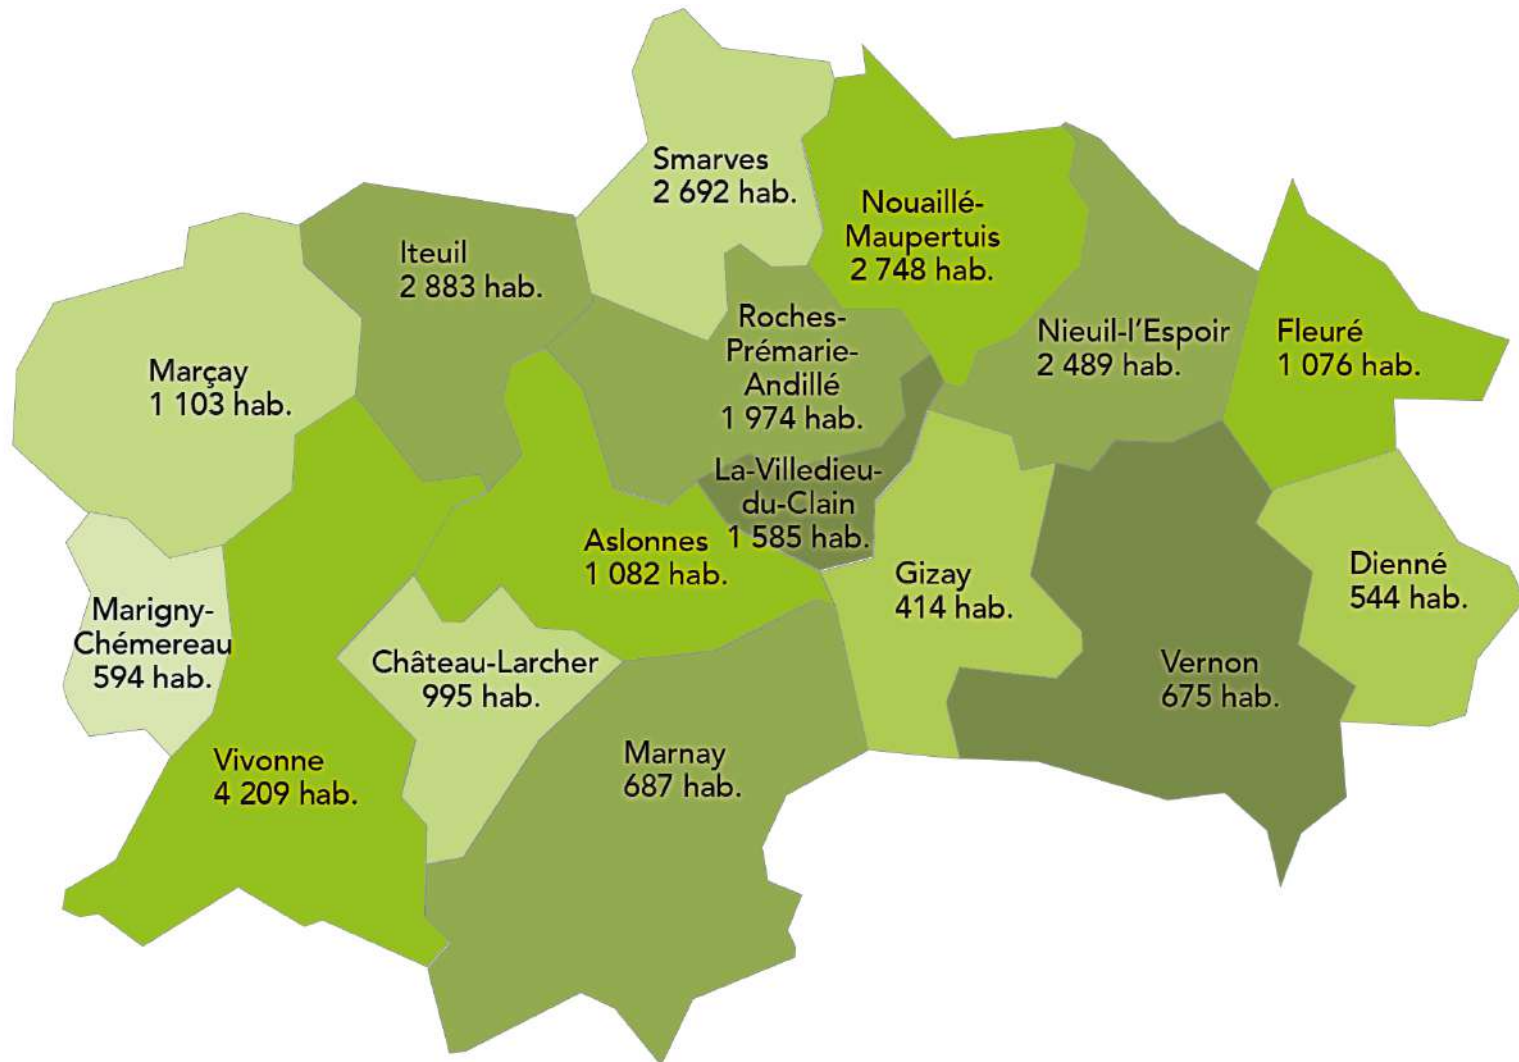 Smarves
2 692 hab.
Nouaillé-
Maupertuis
2 748 hab.
Iteuil
2 883 hab.
Roches-
Prémarie-
Andillé
1 974 hab.
Nieuil-l'Espoir
2 489 hab.
Fleuré
1 076 hab.
Marçay
1 103 hab.
La-Villedieu-
du-Clain
1 585 hab.
Aslonnes
1 082 hab.
Gizay
414 hab.
Dienné
544 hab.
Marigny-
Chémereau
594 hab.
Château-Larcher
995 hab.
Vernon
675 hab.
Vivonne
4 209 hab.
Marnay
687 hab.